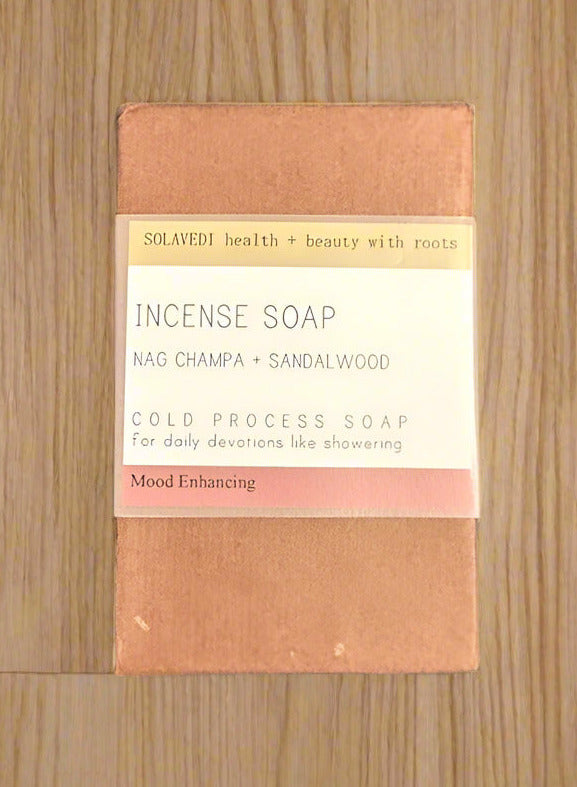 SOLAVEDI health + beauty with roots
INCENSE SOAP
NAG CHAMPA + SANDALWOOD
COLD PROCESS SOAP
for daily devotions like showering
Mood Enhancing